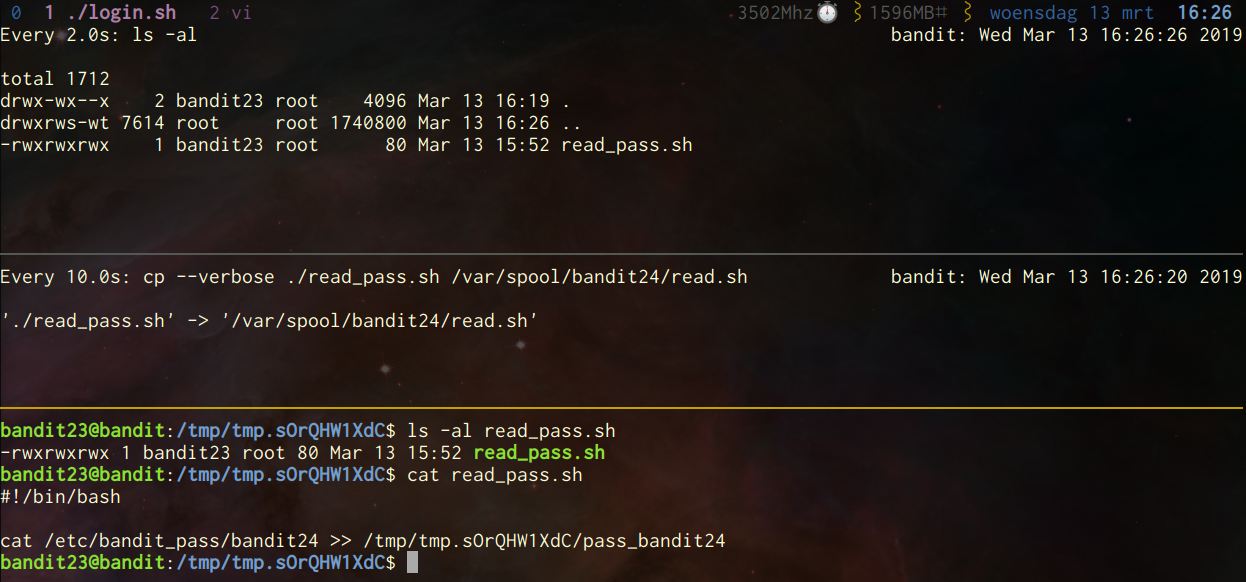 0 1 ./login.sh 2 vi 3502Mhz 1596MB woensdag 13 mrt 16:26
Every 2.0s: ls -al bandit: Wed Mar 13 16:26:26 2019
total 1712
drwx-wx--x 2 bandit23 root 4096 Mar 13 16:19 .
drwxrws-wt 7614 root root 1740800 Mar 13 16:26 ..
-rwxrwxrwx 1 bandit23 root 80 Mar 13 15:52 read_pass.sh
Every 10.0s: cp --verbose ./read_pass.sh /var/spool/bandit24/read.sh bandit: Wed Mar 13 16:26:20 2019
'./read_pass.sh' -> '/var/spool/bandit24/read.sh'
bandit23@bandit:/tmp/tmp.sOrQHW1XdC$ ls -al read_pass.sh
-rwxrwxrwx 1 bandit23 root 80 Mar 13 15:52 read_pass.sh
bandit23@bandit:/tmp/tmp.sOrQHW1XdC$ cat read_pass.sh
#!/bin/bash
cat /etc/bandit_pass/bandit24 >> /tmp/tmp.sOrQHW1XdC/pass_bandit24
bandit23@bandit:/tmp/tmp.sOrQHW1XdC$